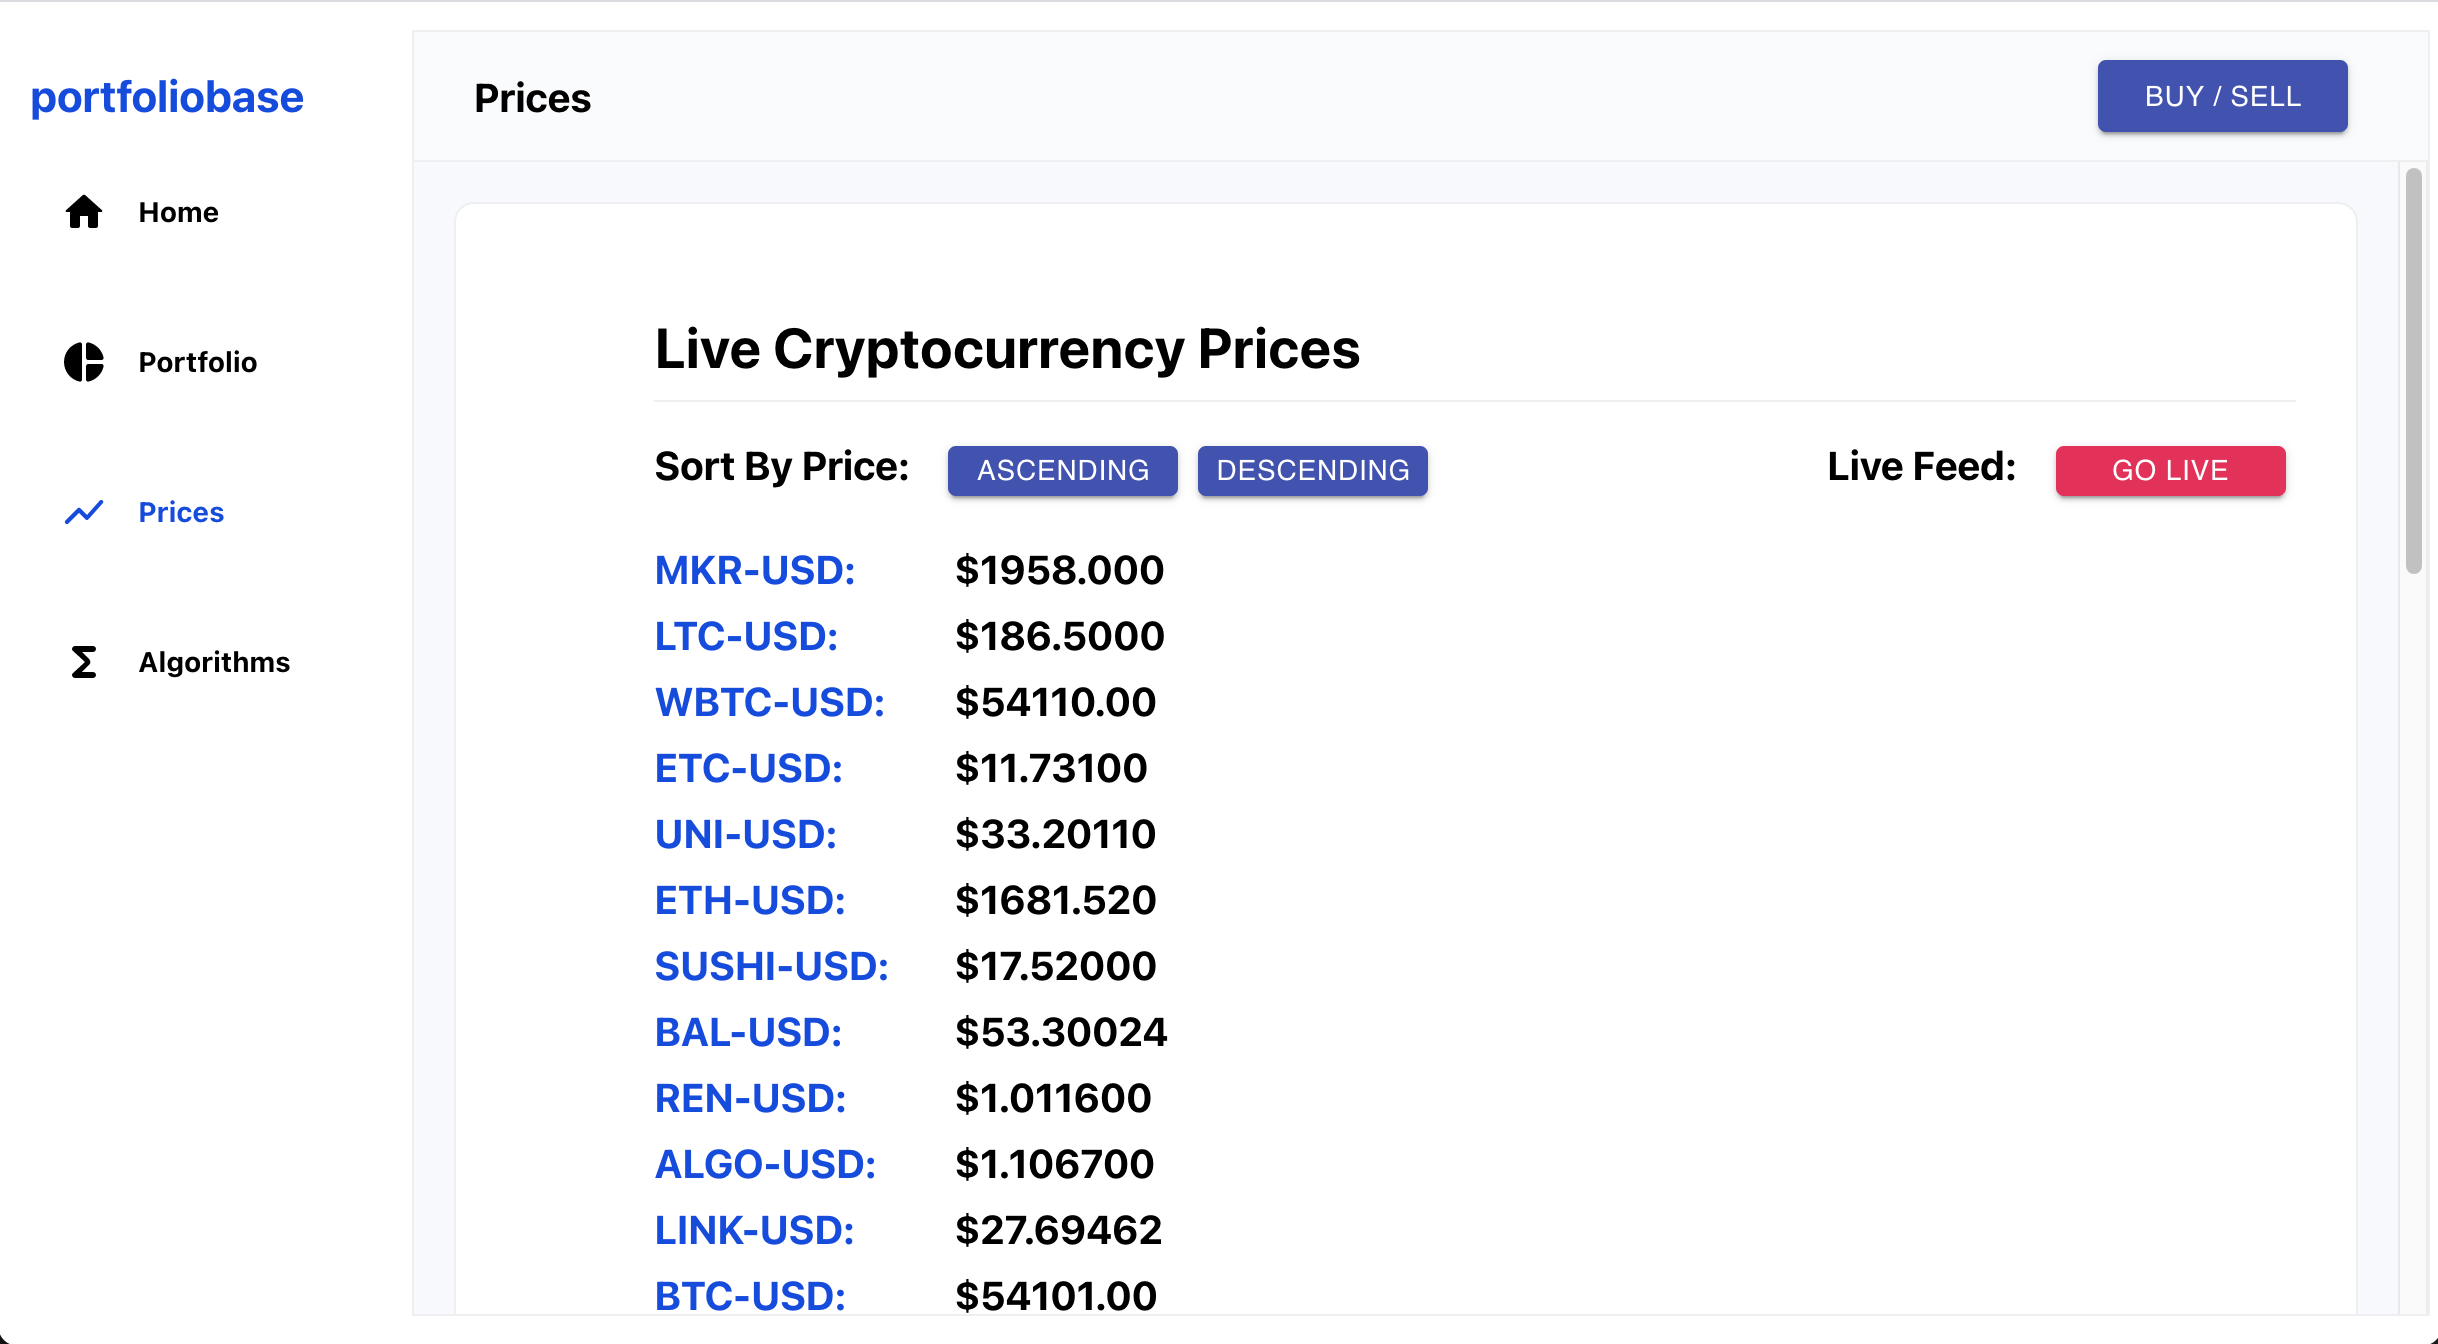 portfoliobase
Home
Portfolio
Prices
Algorithms
Prices
BUY / SELL
Live Cryptocurrency Prices
Sort By Price: ASCENDING DESCENDING Live Feed: GO LIVE
MKR-USD: $1958.000
LTC-USD: $186.5000
WBTC-USD: $54110.00
ETC-USD: $11.73100
UNI-USD: $33.20110
ETH-USD: $1681.520
SUSHI-USD: $17.52000
BAL-USD: $53.30024
REN-USD: $1.011600
ALGO-USD: $1.106700
LINK-USD: $27.69462
BTC-USD: $54101.00